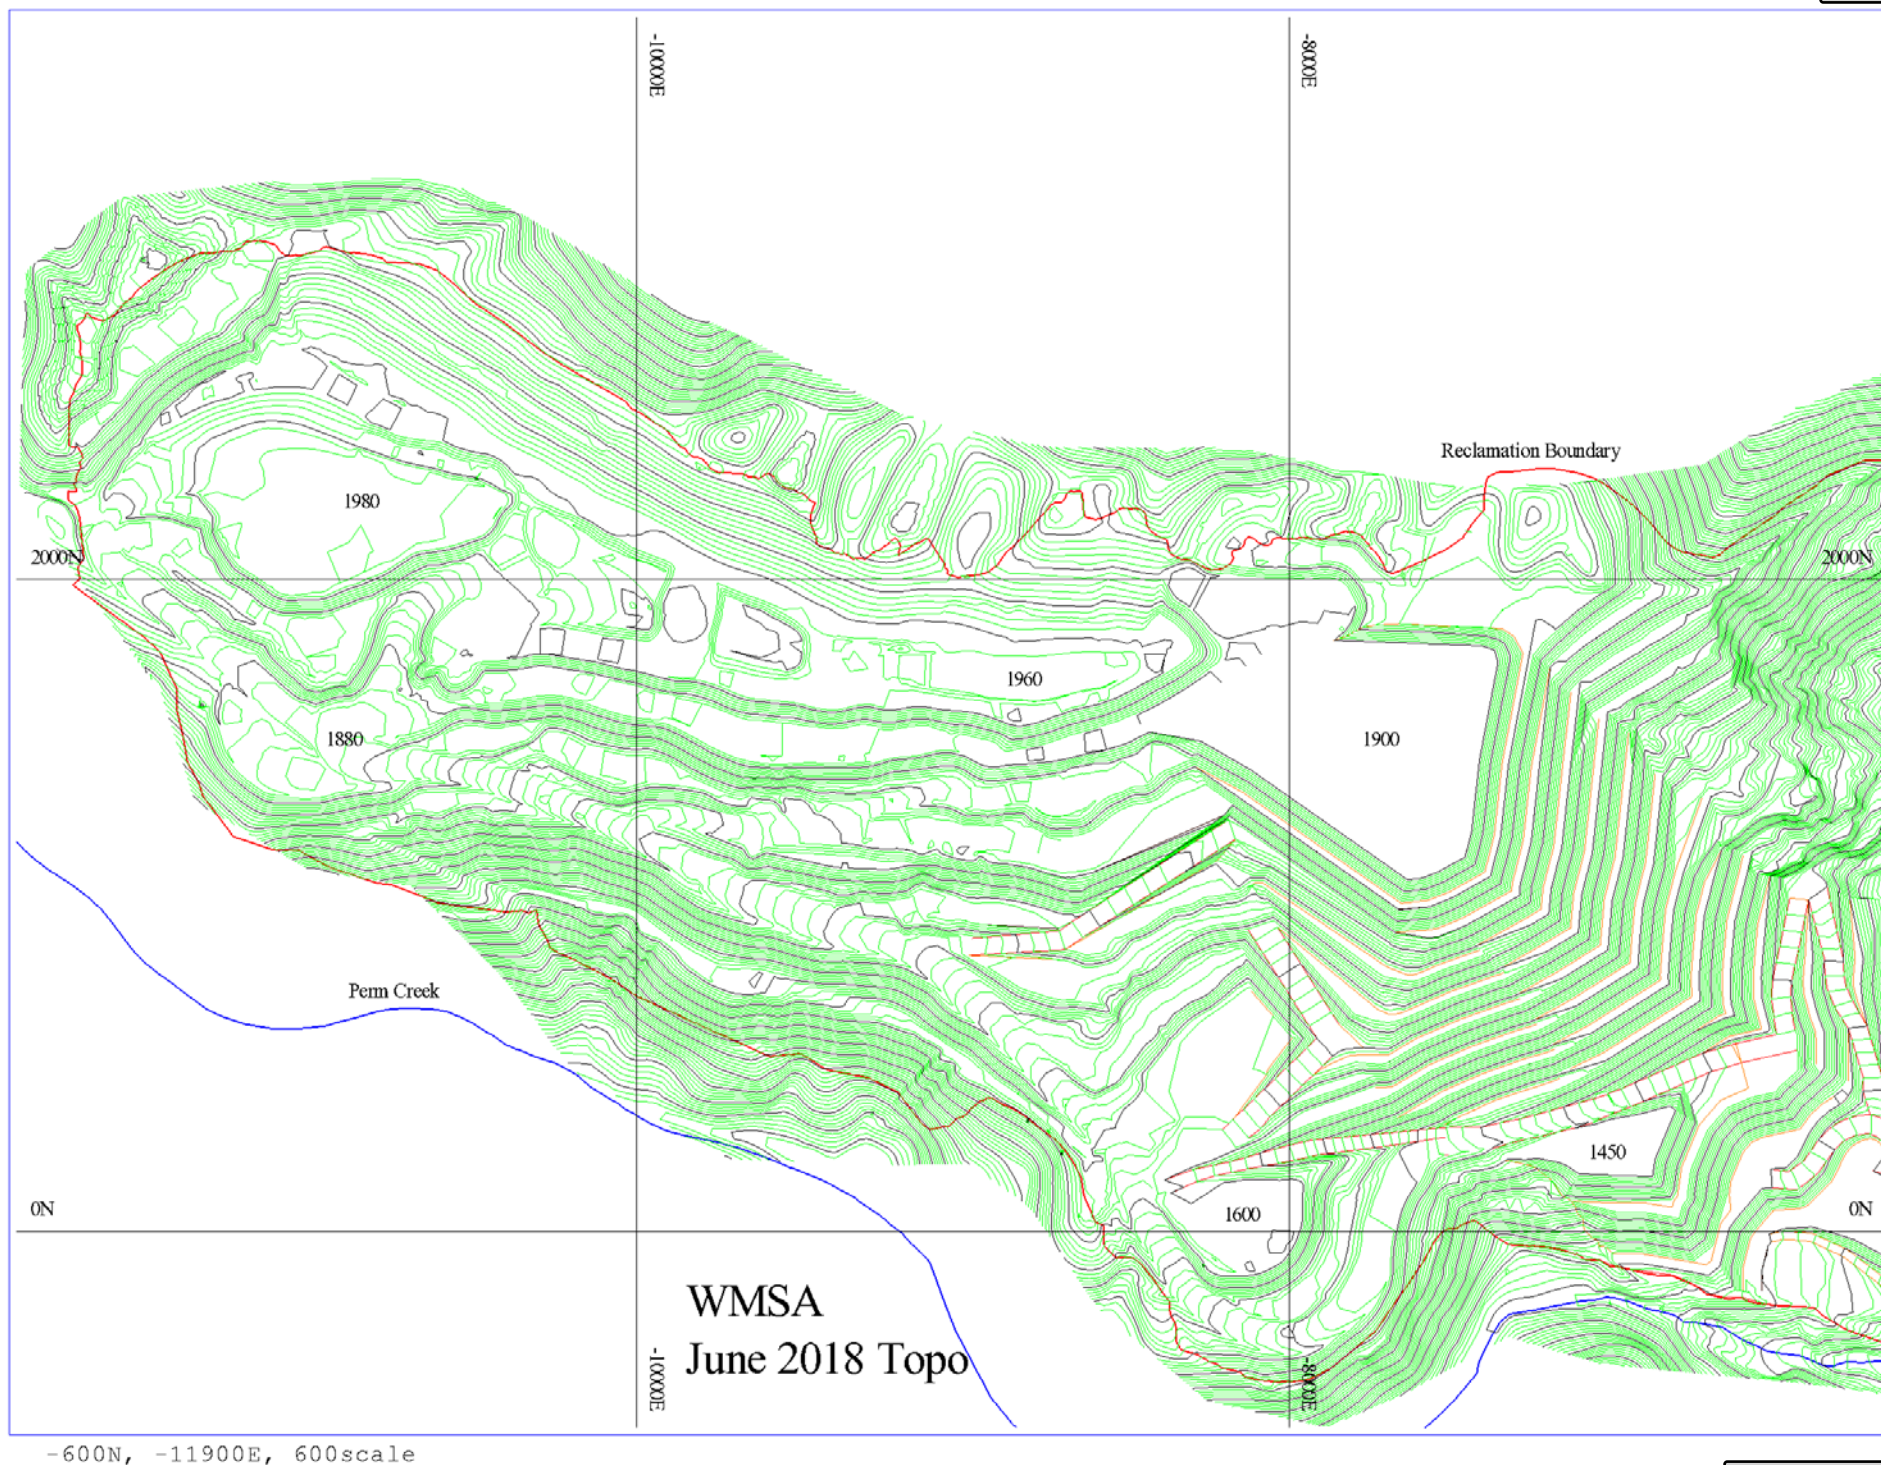 -10000E
-8000E
Reclamation Boundary
1980
2000N
2000N
1960
1880
1900
Perm Creek
1450
0N
1600
0N
WMSA
June 2018 Topo
-10000E
-8000E
-600N, -11900E, 600scale